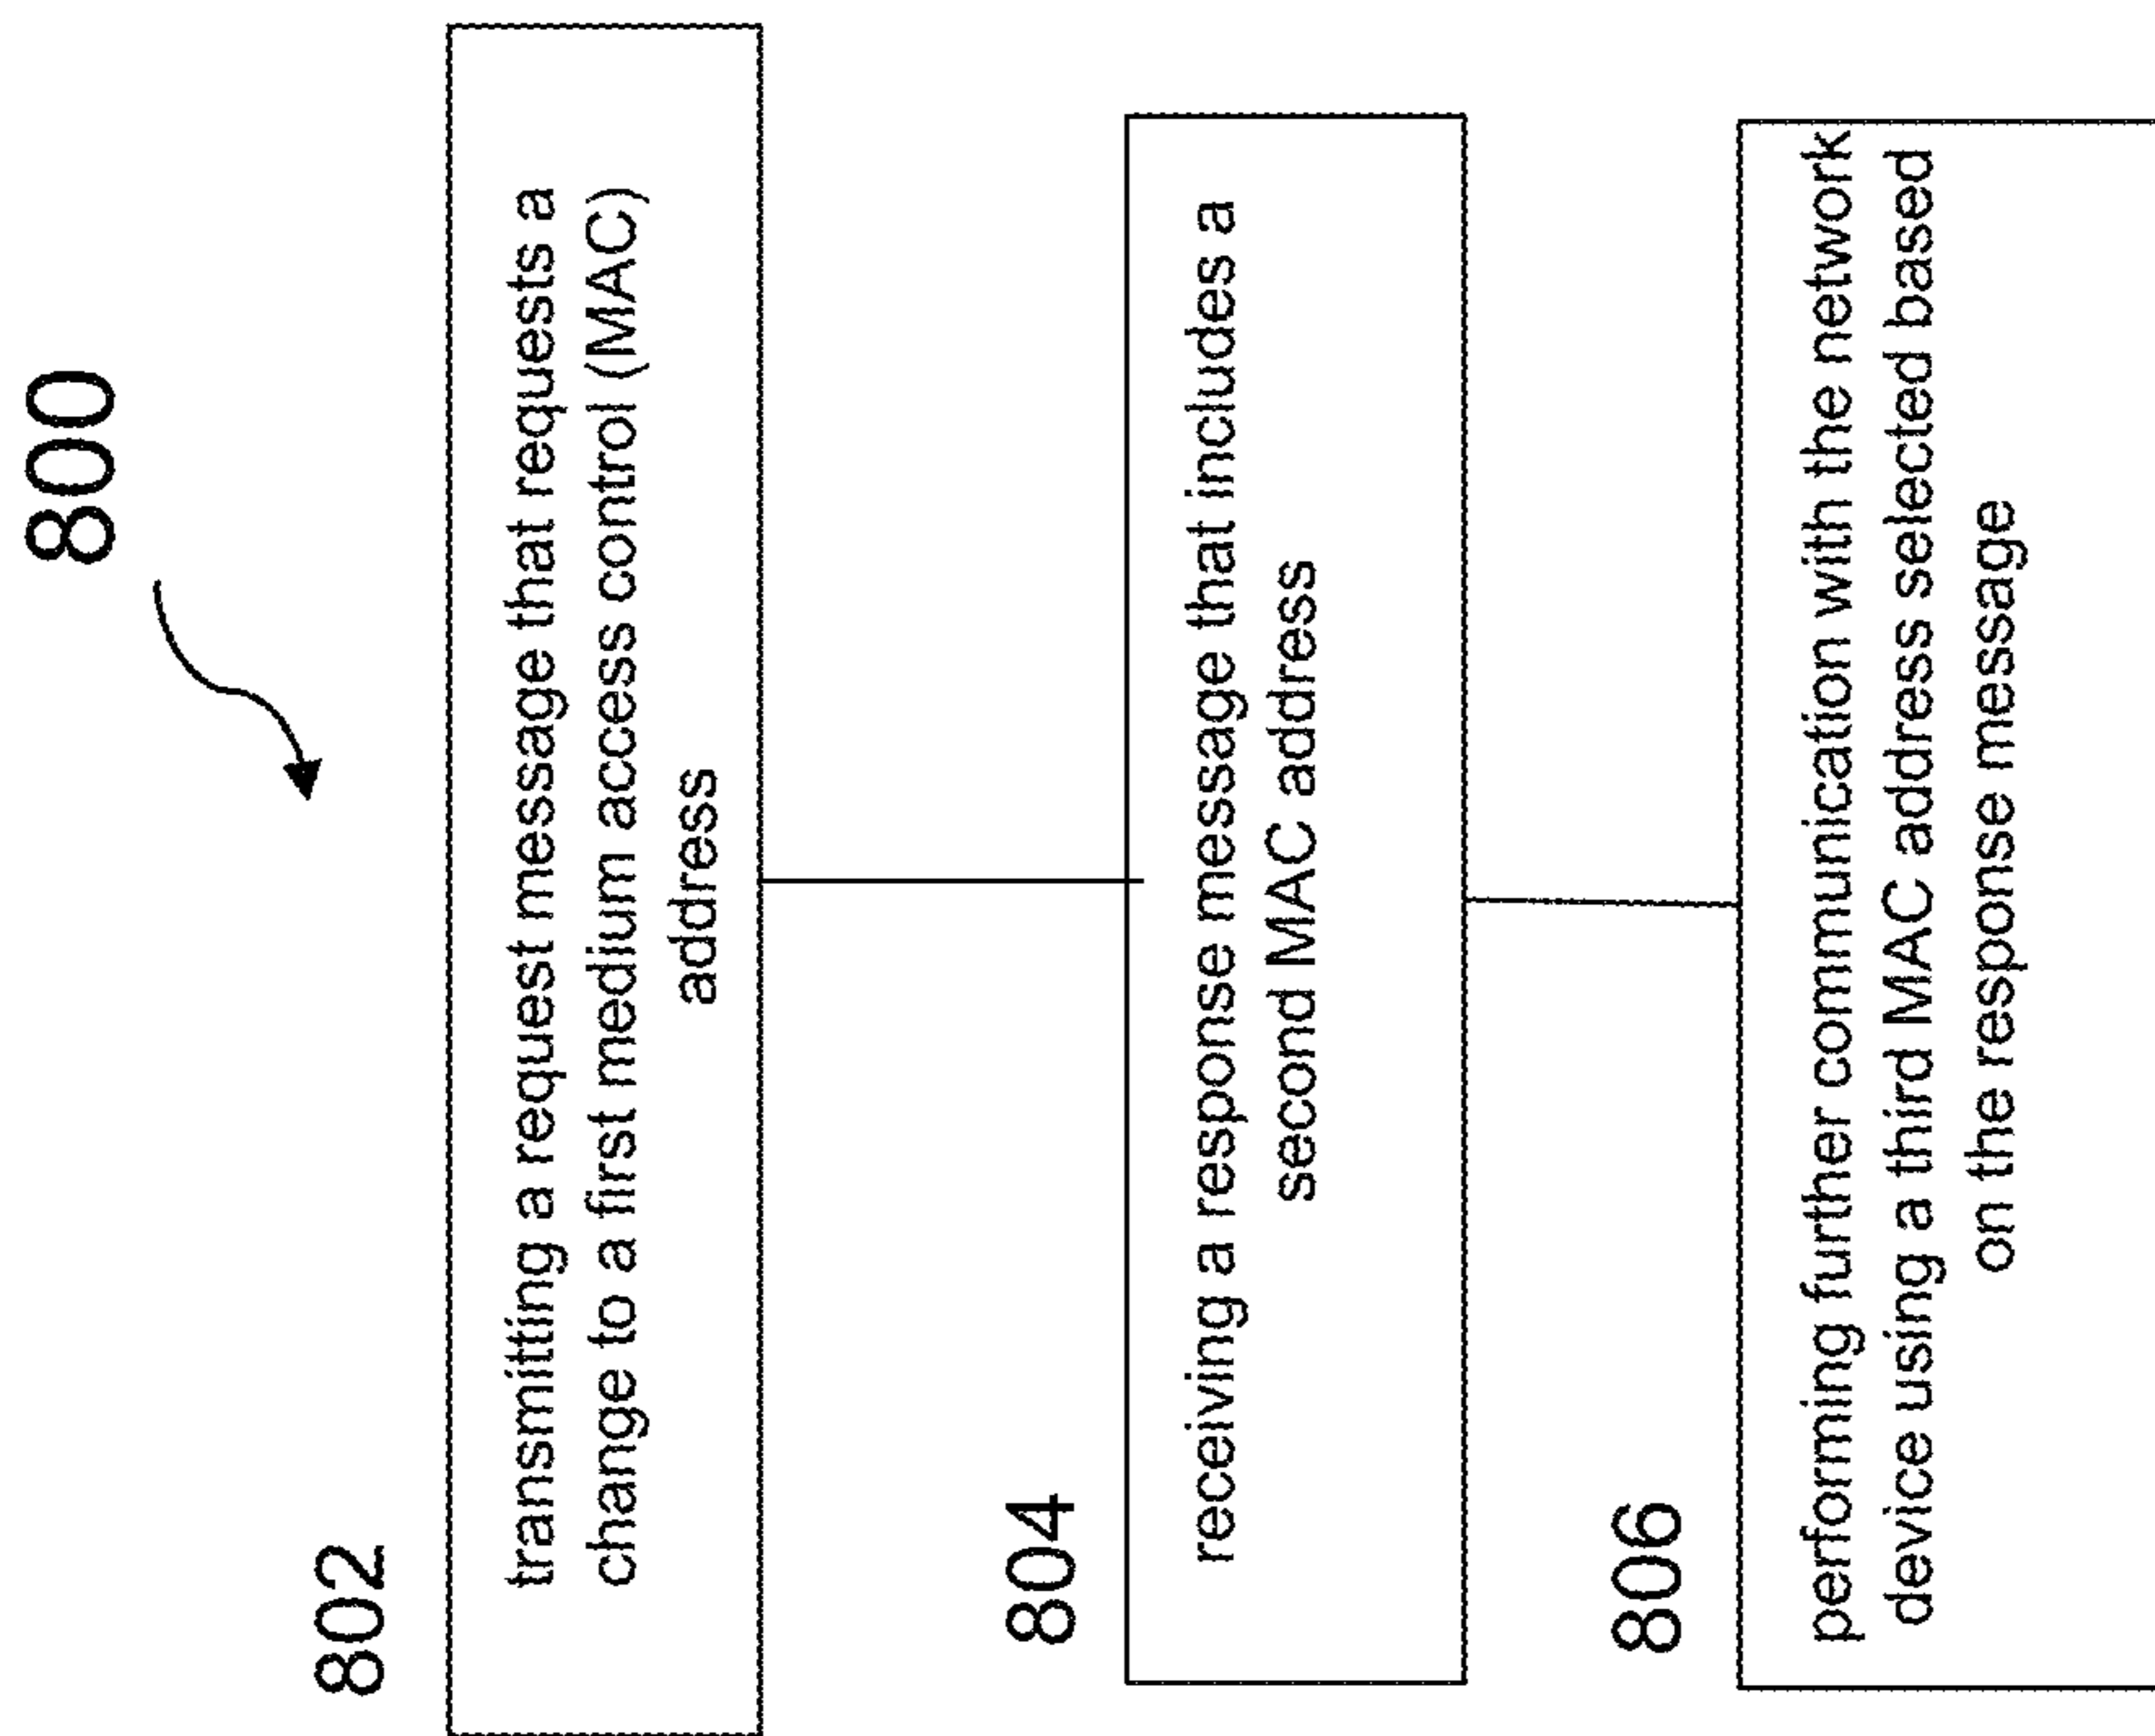 800
802
transmitting a request message that requests a
change to a first medium access control (MAC)
address
804
receiving a response message that includes a
second MAC address
806
performing further communication with the network
device using a third MAC address selected based
on the response message